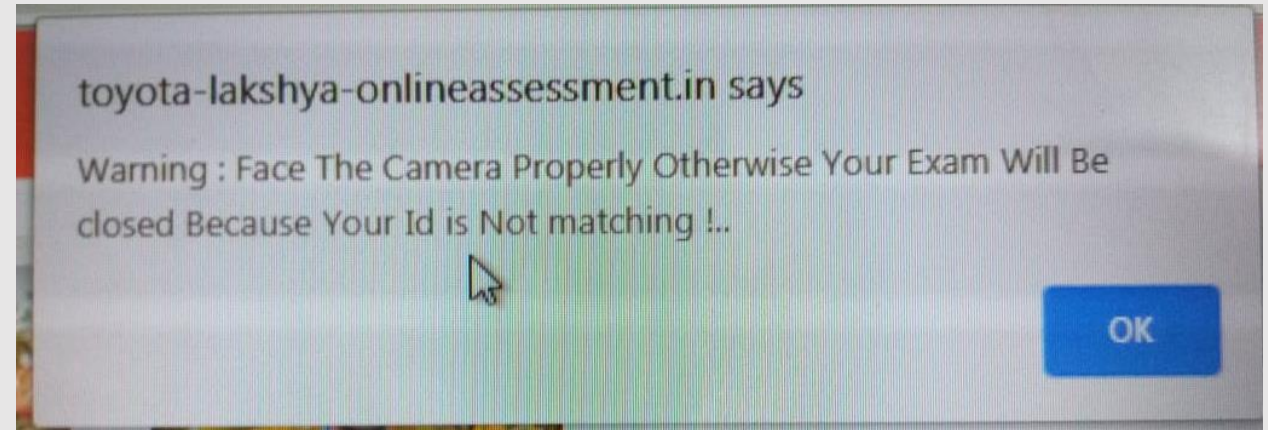 toyota-lakshya-onlineassessment.in says
Warning : Face The Camera Properly Otherwise Your Exam Will Be
closed Because Your Id is Not matching !..
OK